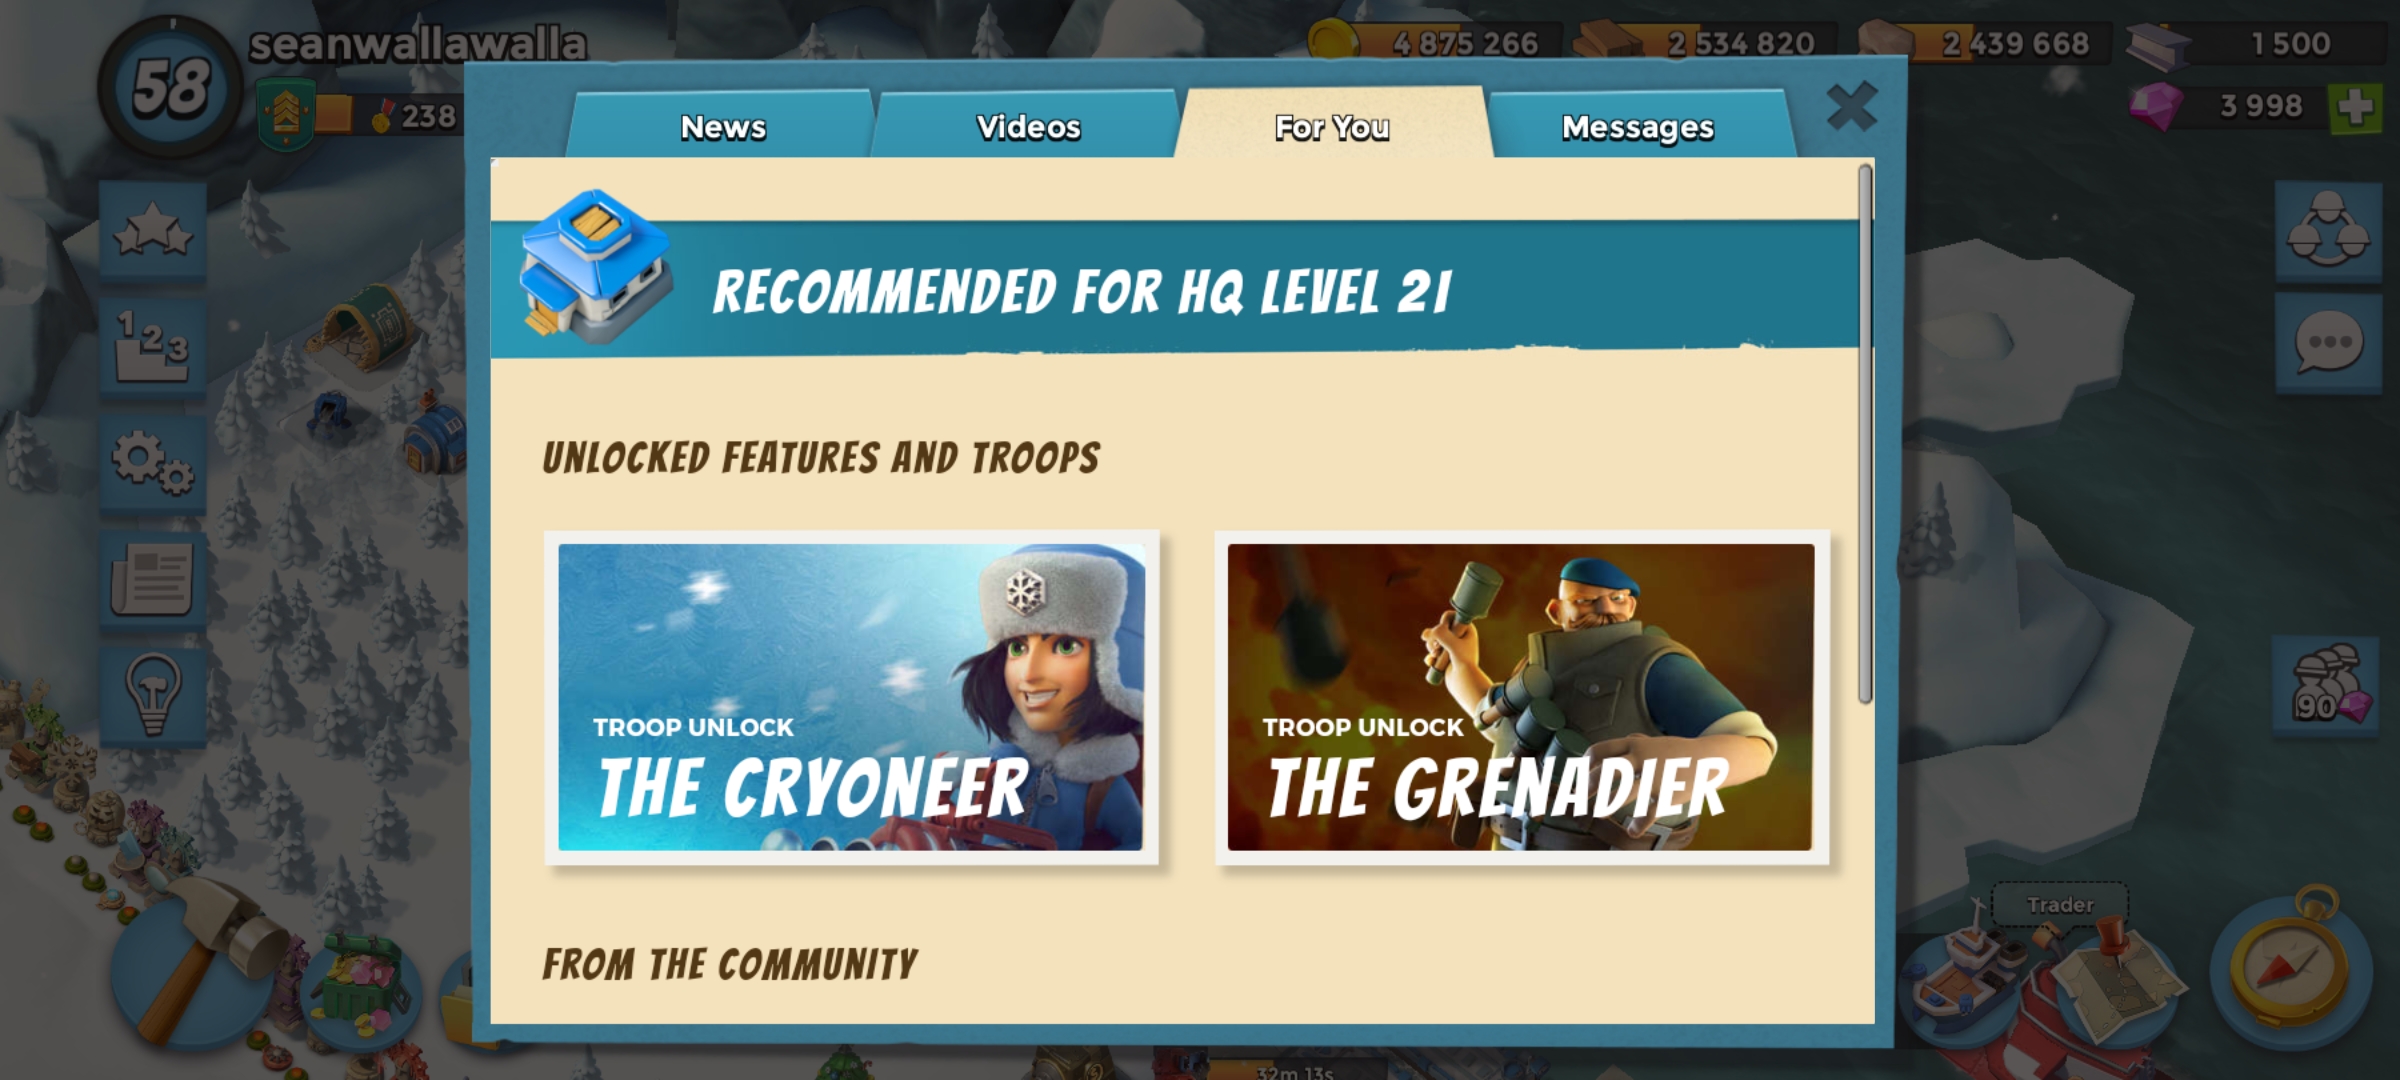 58
seanwallawalla
238
4 875 266
2 534 820
2 439 668
1 500
3 998
News
Videos
For You
Messages
RECOMMENDED FOR HQ LEVEL 21
UNLOCKED FEATURES AND TROOPS
TROOP UNLOCK
THE CRYONEER
TROOP UNLOCK
THE GRENADIER
FROM THE COMMUNITY
123
90
Trader
32m 13s